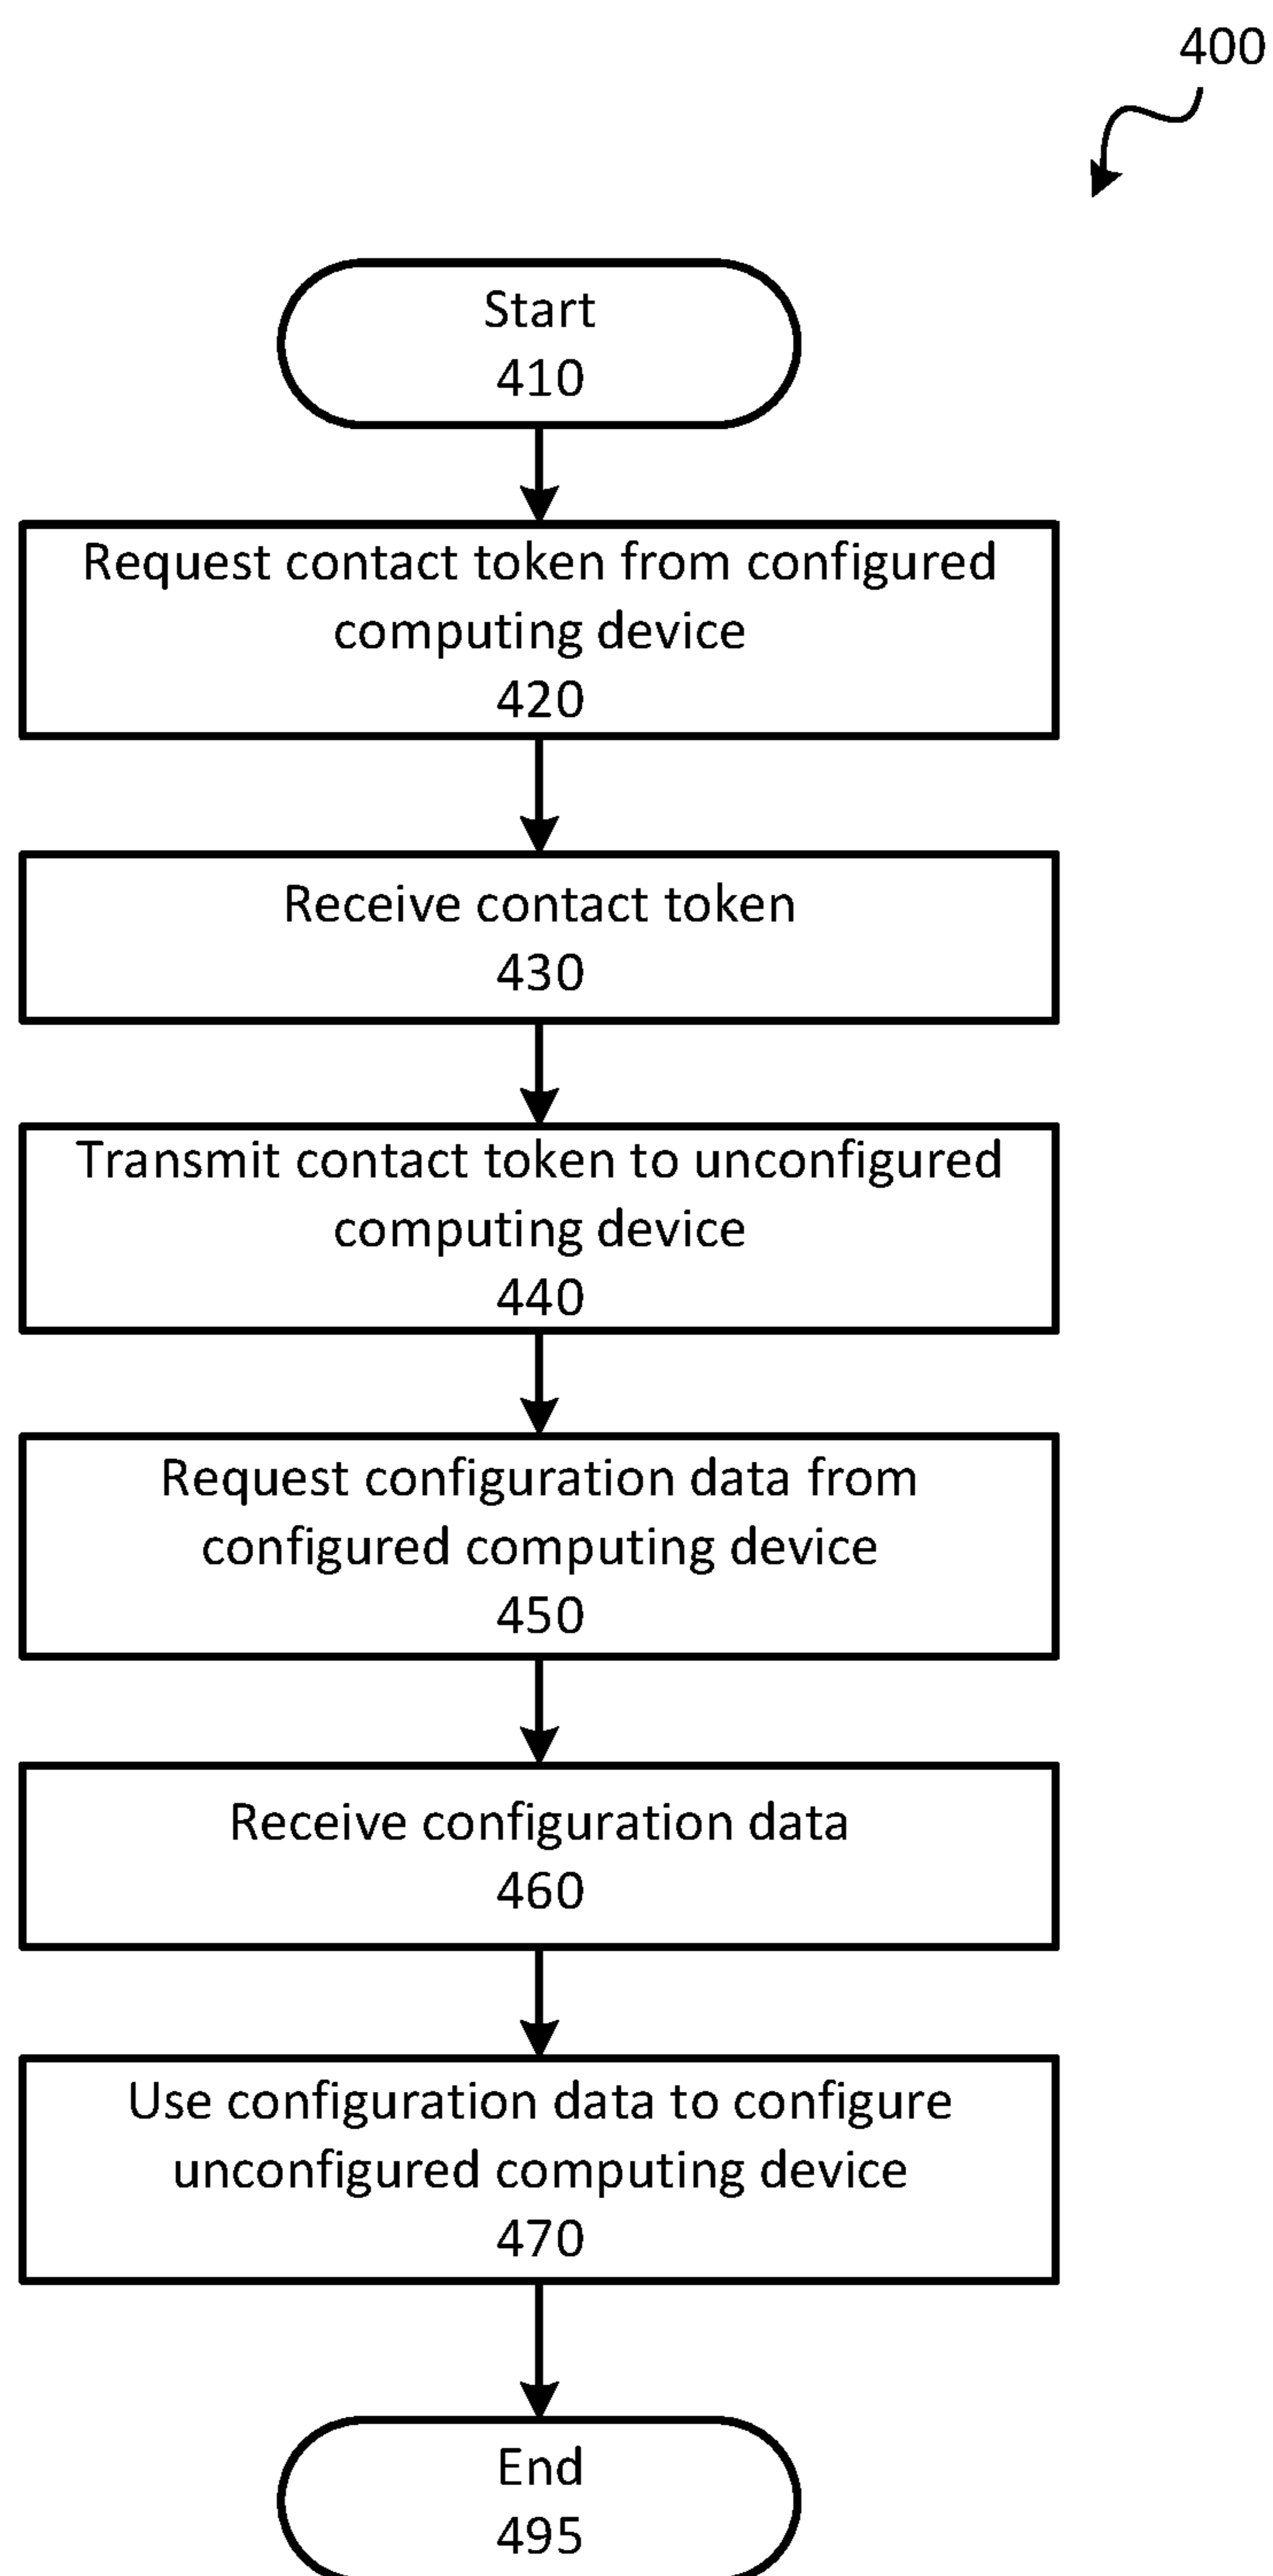 400
Start
410
Request contact token from configured
computing device
420
Receive contact token
430
Transmit contact token to unconfigured
computing device
440
Request configuration data from
configured computing device
450
Receive configuration data
460
Use configuration data to configure
unconfigured computing device
470
End
495